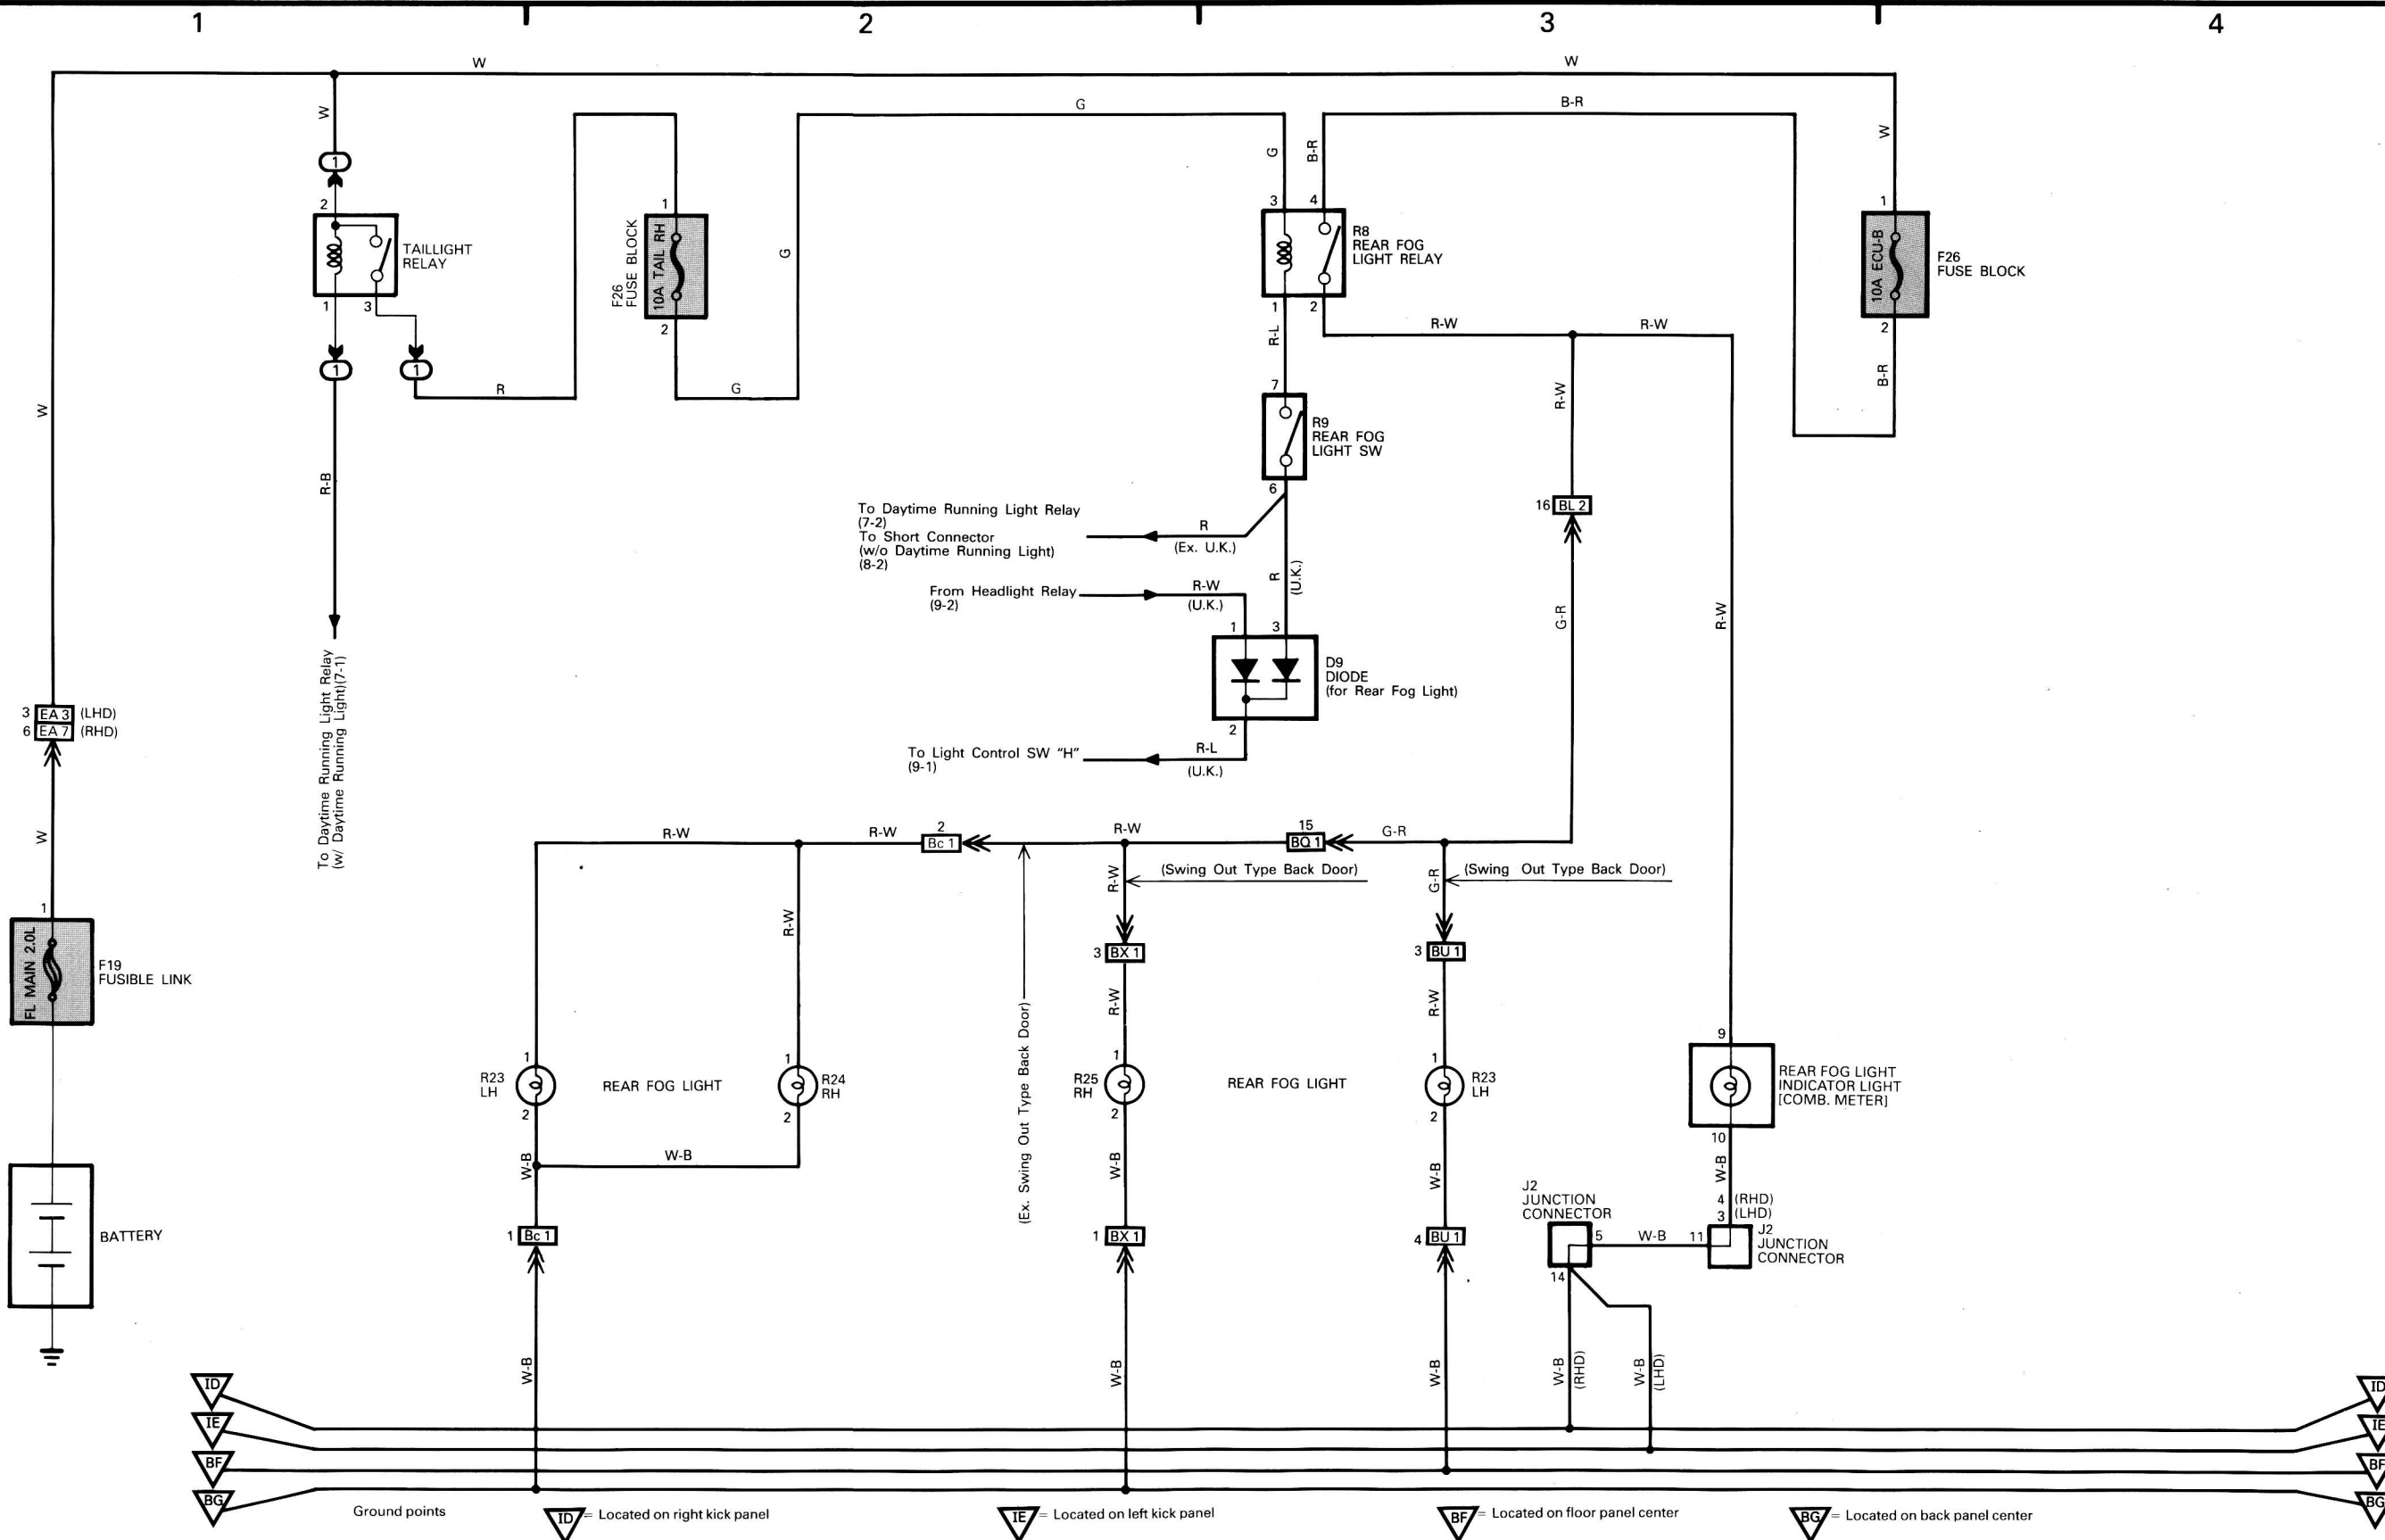 1
2
3
4
W
W
W
G
B-R
W
G
B-R
1
2
TAILLIGHT
RELAY
1
3
1
1
R
F26
FUSE BLOCK
10A TAIL RH
1
2
G
G
3
4
R8
REAR FOG
LIGHT RELAY
1
2
R-L
R-W
R-W
1
10A ECU-B
F26
FUSE BLOCK
2
B-R
W
R-B
7
R9
REAR FOG
LIGHT SW
6
R-W
16 BL 2
To Daytime Running Light Relay
(7-2)
To Short Connector
(w/o Daytime Running Light)
(8-2)
R
(Ex. U.K.)
From Headlight Relay
(9-2)
R-W
(U.K.)
R
(U.K.)
G-R
R-W
1
3
D9
DIODE
(for Rear Fog Light)
2
To Light Control SW "H"
(9-1)
R-L
(U.K.)
To Daytime Running Light Relay
(w/ Daytime Running Light)(7-1)
3 EA 3 (LHD)
6 EA 7 (RHD)
W
1
FL MAIN 2.0L
F19
FUSIBLE LINK
BATTERY
R-W
R-W
2
Bc 1
R-W
15
BQ 1
G-R
(Swing Out Type Back Door)
(Swing Out Type Back Door)
R-W
R-W
G-R
3 BX 1
3 BU 1
R-W
R-W
(Ex. Swing Out Type Back Door)
1
R23
LH
2
REAR FOG LIGHT
1
R24
RH
2
1
R25
RH
2
REAR FOG LIGHT
1
R23
LH
2
9
REAR FOG LIGHT
INDICATOR LIGHT
[COMB. METER]
10
W-B
W-B
W-B
W-B
W-B
1 Bc 1
1 BX 1
4 BU 1
J2
JUNCTION
CONNECTOR
5
W-B
11
4 (RHD)
3 (LHD)
J2
JUNCTION
CONNECTOR
14
W-B
W-B
W-B
W-B
(RHD)
W-B
(LHD)
ID
IE
BF
BG
ID
IE
BF
BG
Ground points
ID = Located on right kick panel
IE = Located on left kick panel
BF = Located on floor panel center
BG = Located on back panel center